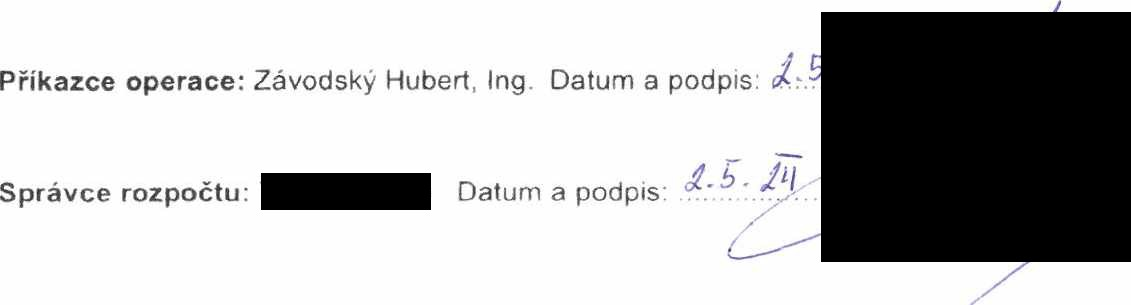 Příkazce operace: Závodský Hubert, Ing. Datum a podpis: 2.5
Správce rozpočtu: Datum a podpis: 2.5.24